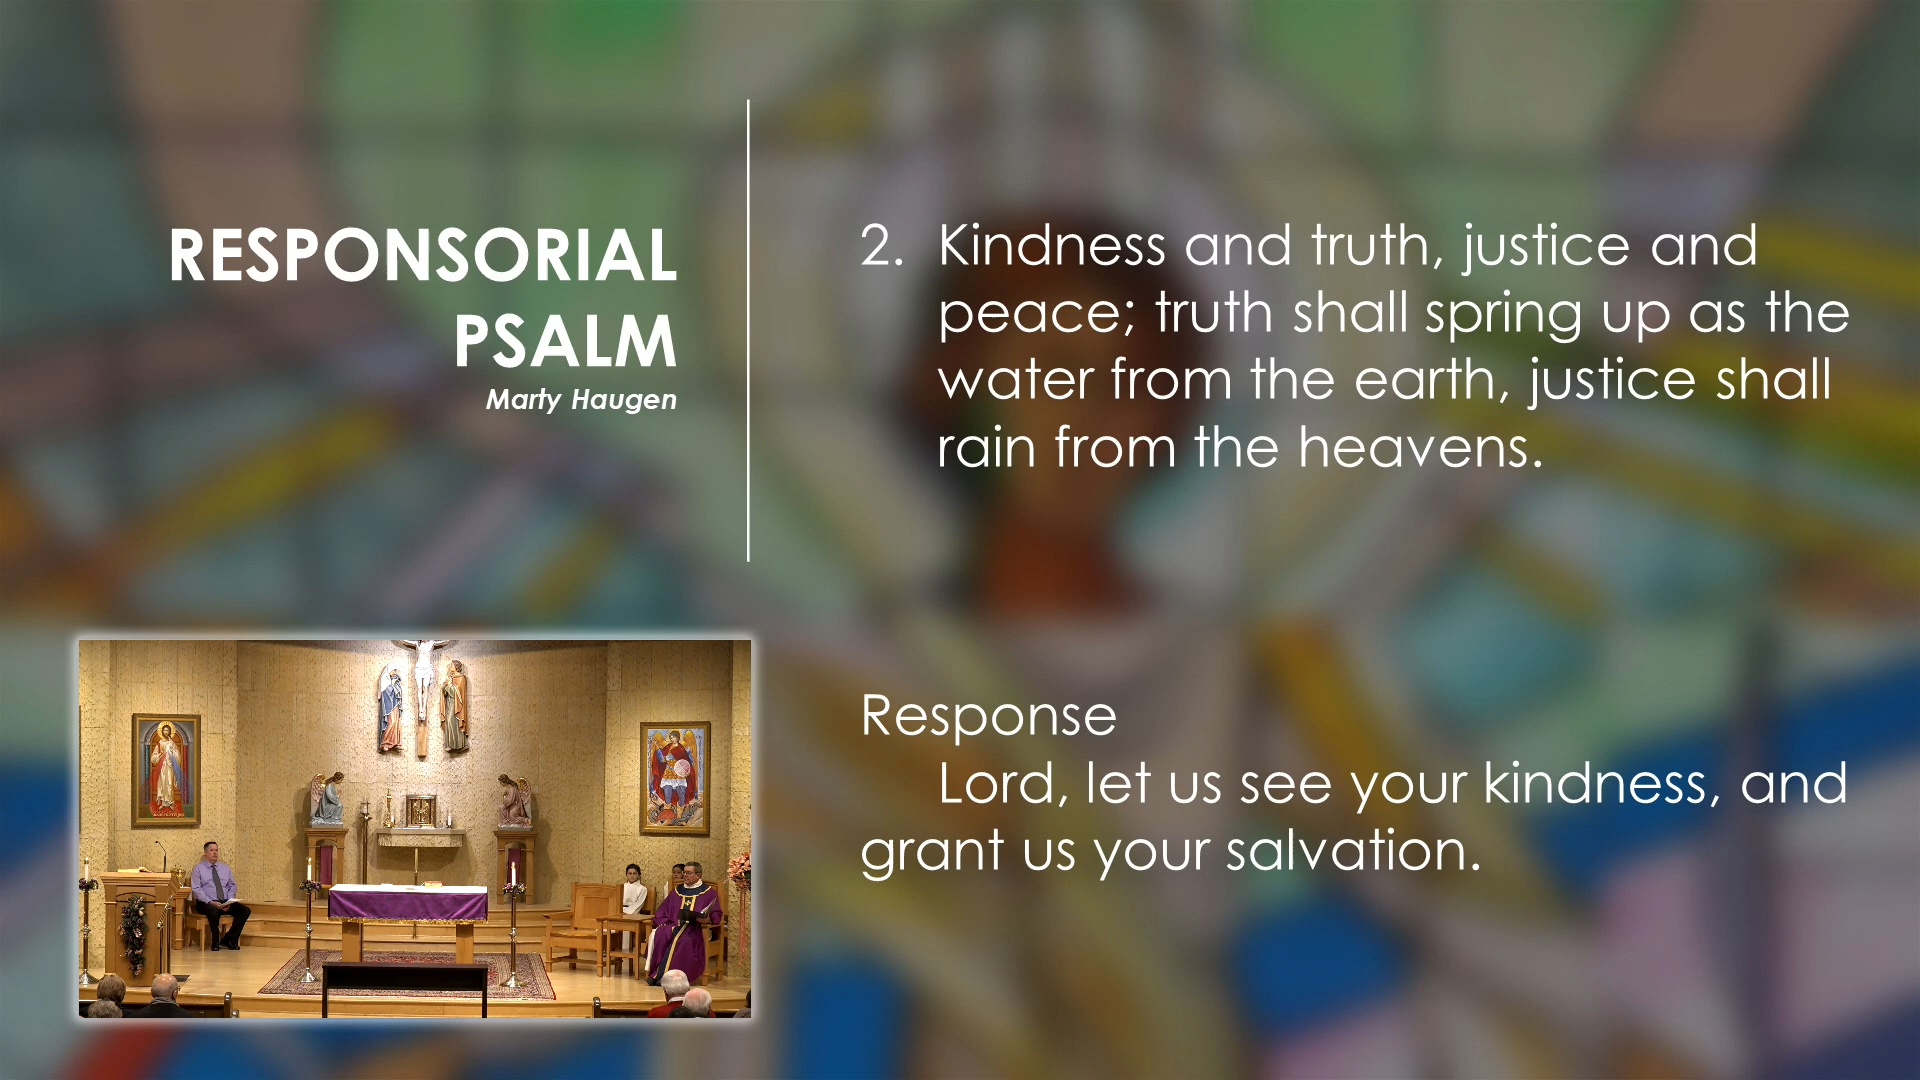 RESPONSORIAL
PSALM
Marty Haugen
2. Kindness and truth, justice and
peace; truth shall spring up as the
water from the earth, justice shall
rain from the heavens.
Response
Lord, let us see your kindness, and
grant us your salvation.